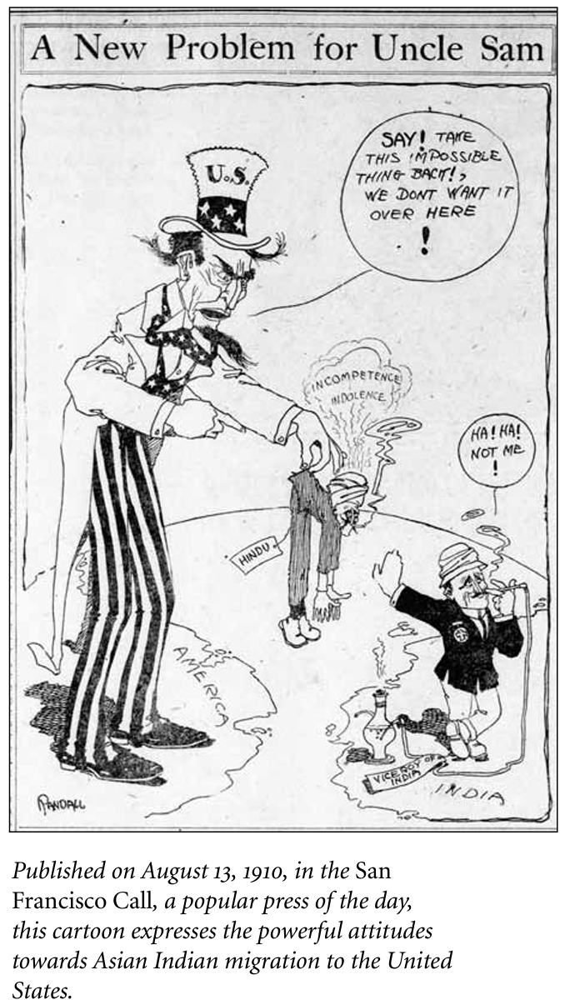 A New Problem for Uncle Sam
U.S.
SAY! TAKE
THIS IMPOSSIBLE
THING BACK!,
WE DONT WANT IT
OVER HERE
!
INCOMPETENCE
INDOLENCE
HA! HA!
NOT ME
!
HINDU
AMERICA
VICEROY OF
INDIA
INDIA
RANDALL
Published on August 13, 1910, in the San
Francisco Call, a popular press of the day,
this cartoon expresses the powerful attitudes
towards Asian Indian migration to the United
States.